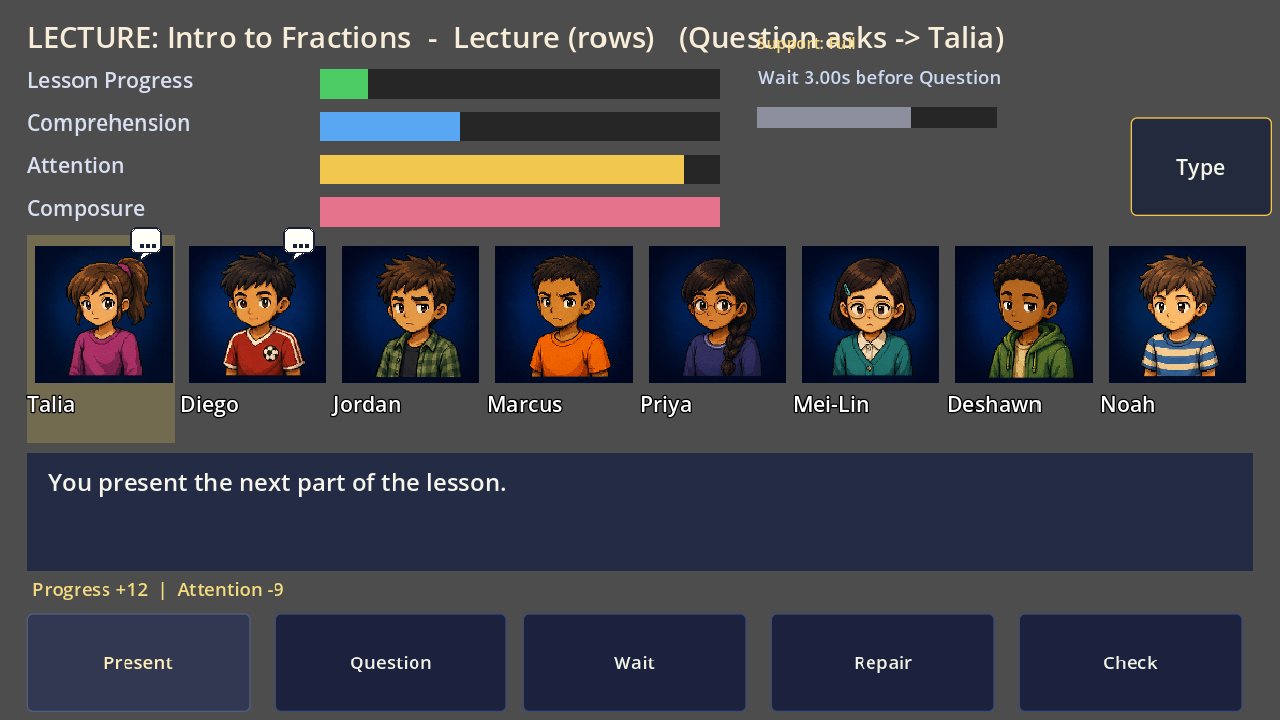 LECTURE: Intro to Fractions  -  Lecture (rows)   (Question asks -> Talia)
Support: Full
Lesson Progress
Wait 3.00s before Question
Comprehension
Attention
Type
Composure
...
...
Talia
Diego
Jordan
Marcus
Priya
Mei-Lin
Deshawn
Noah
You present the next part of the lesson.
Progress +12  |  Attention -9
Present
Question
Wait
Repair
Check